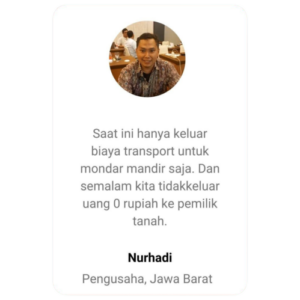 Saat ini hanya keluar
biaya transport untuk
mondar mandir saja. Dan
semalam kita tidakkeluar
uang 0 rupiah ke pemilik
tanah.
Nurhadi
Pengusaha, Jawa Barat